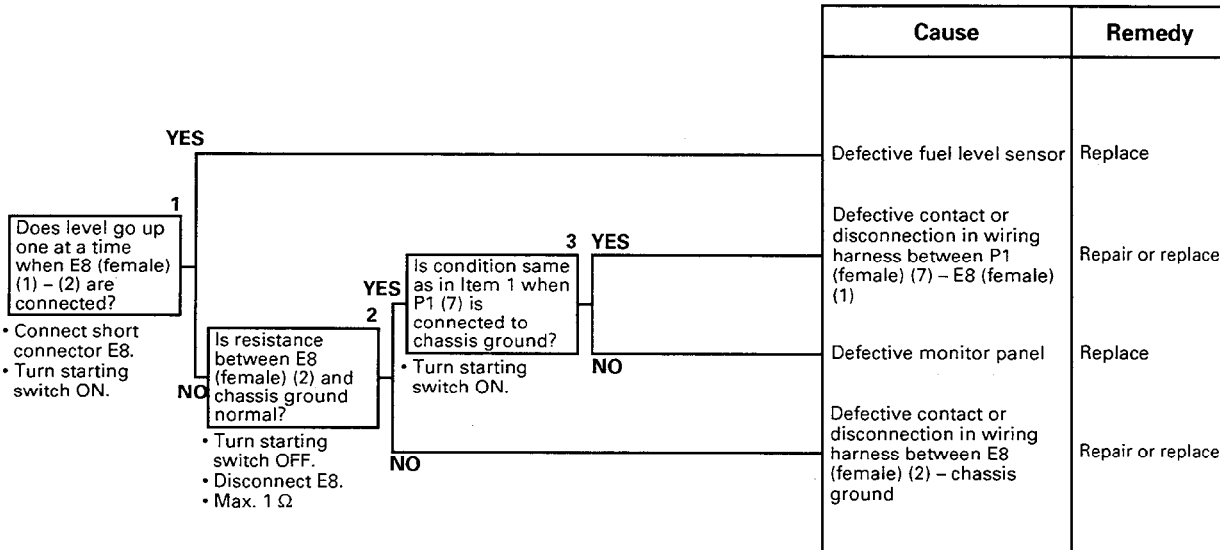 Cause
Remedy
YES
Defective fuel level sensor
Replace
1
Does level go up
one at a time
when E8 (female)
(1) – (2) are
connected?
• Connect short
connector E8.
• Turn starting
switch ON.
NO
2
Is resistance
between E8
(female) (2) and
chassis ground
normal?
• Turn starting
switch OFF.
• Disconnect E8.
• Max. 1 Ω
YES
3
Is condition same
as in Item 1 when
P1 (7) is
connected to
chassis ground?
• Turn starting
switch ON.
YES
Defective contact or
disconnection in wiring
harness between P1
(female) (7) – E8 (female)
(1)
Repair or replace
NO
Defective monitor panel
Replace
NO
Defective contact or
disconnection in wiring
harness between E8
(female) (2) – chassis
ground
Repair or replace